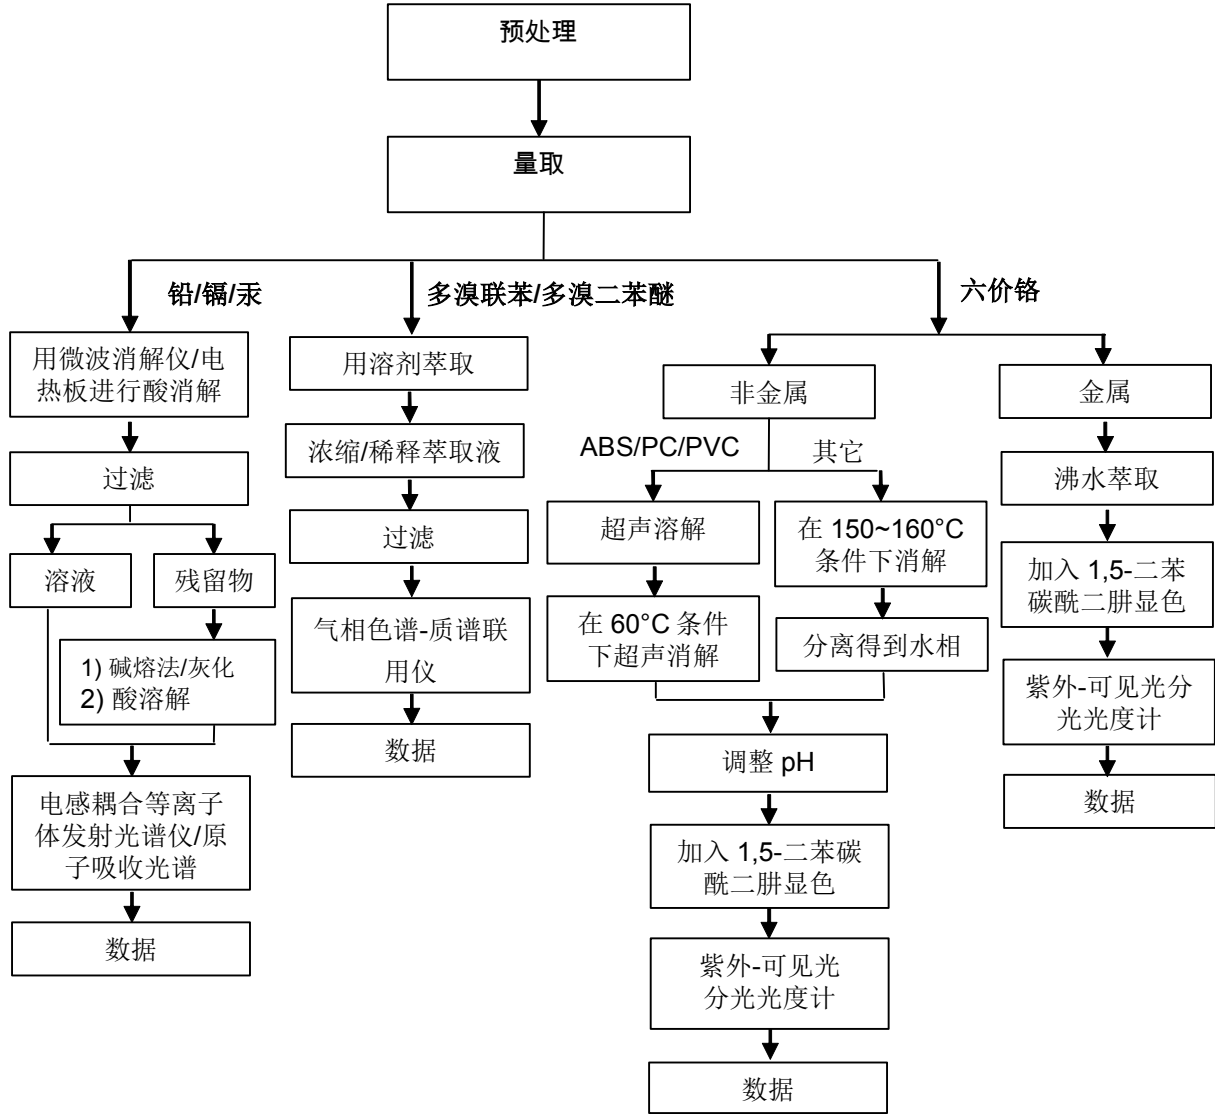 预处理
量取
铅/镉/汞
多溴联苯/多溴二苯醚
六价铬
用微波消解仪/电
热板进行酸消解
过滤
溶液
残留物
1) 碱熔法/灰化
2) 酸溶解
电感耦合等离子
体发射光谱仪/原
子吸收光谱
数据
用溶剂萃取
浓缩/稀释萃取液
过滤
气相色谱-质谱联
用仪
数据
非金属
ABS/PC/PVC
其它
超声溶解
在 60°C 条件
下超声消解
在 150~160°C
条件下消解
分离得到水相
调整 pH
加入 1,5-二苯碳
酰二肼显色
紫外-可见光
分光光度计
数据
金属
沸水萃取
加入 1,5-二苯
碳酰二肼显色
紫外-可见光分
光光度计
数据